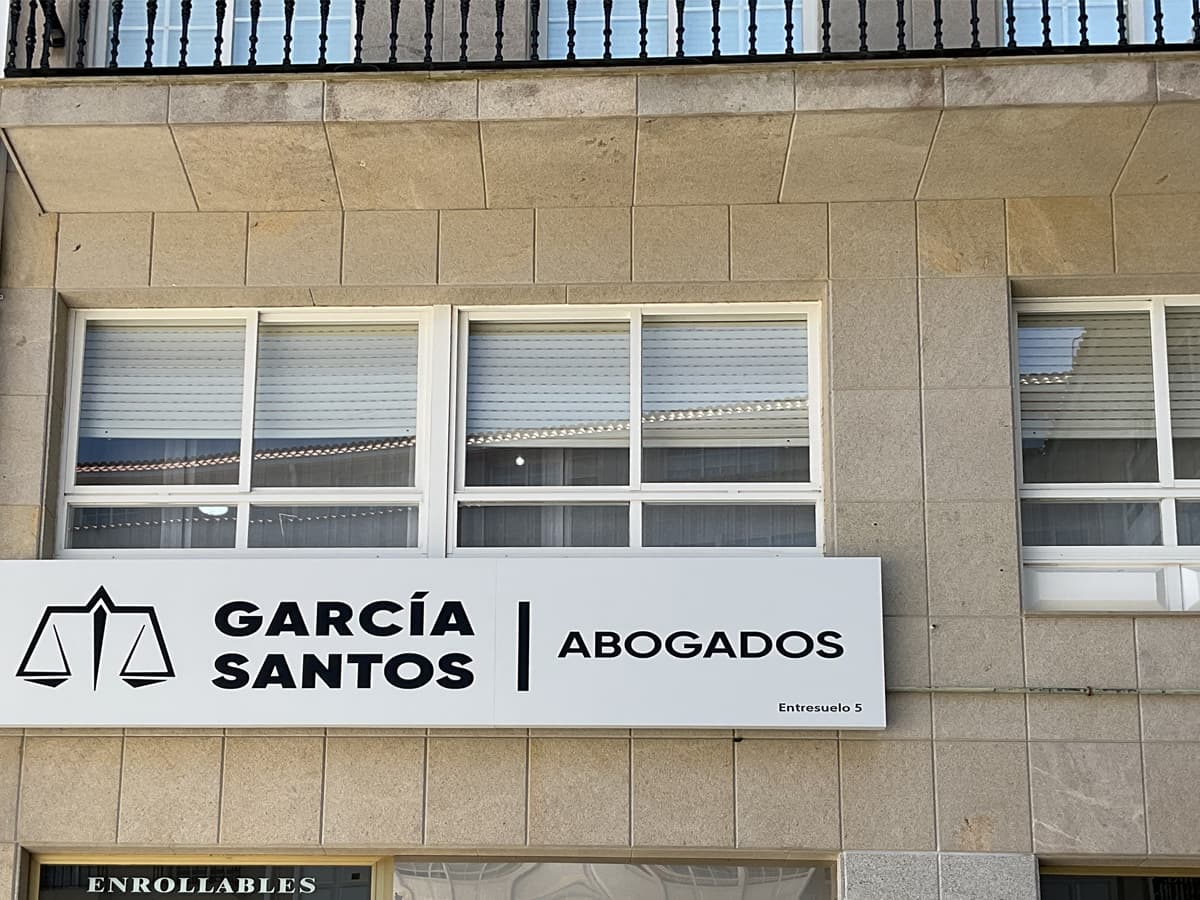 GARCÍA
SANTOS
ABOGADOS
Entresuelo 5
ENROLLABLES